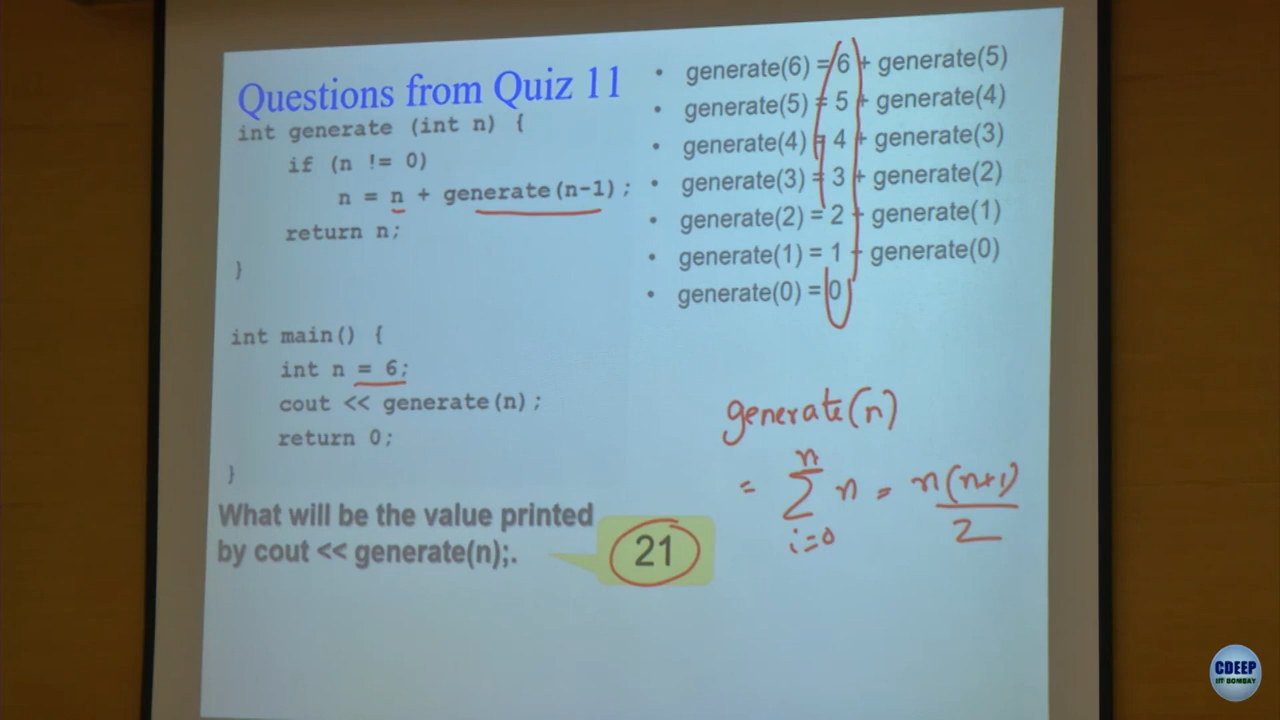 Questions from Quiz 11
int generate (int n) {
if (n != 0)
n = n + generate(n-1);
return n;
}
int main() {
int n = 6;
cout << generate(n);
return 0;
}
What will be the value printed
by cout << generate(n);.
21
• generate(6) = 6 + generate(5)
• generate(5) = 5 + generate(4)
• generate(4) = 4 + generate(3)
• generate(3) = 3 + generate(2)
• generate(2) = 2 + generate(1)
• generate(1) = 1 + generate(0)
• generate(0) = 0
generate(n)
= n∑i=0 n = n(n+1)/2
CDEEP
IIT BOMBAY